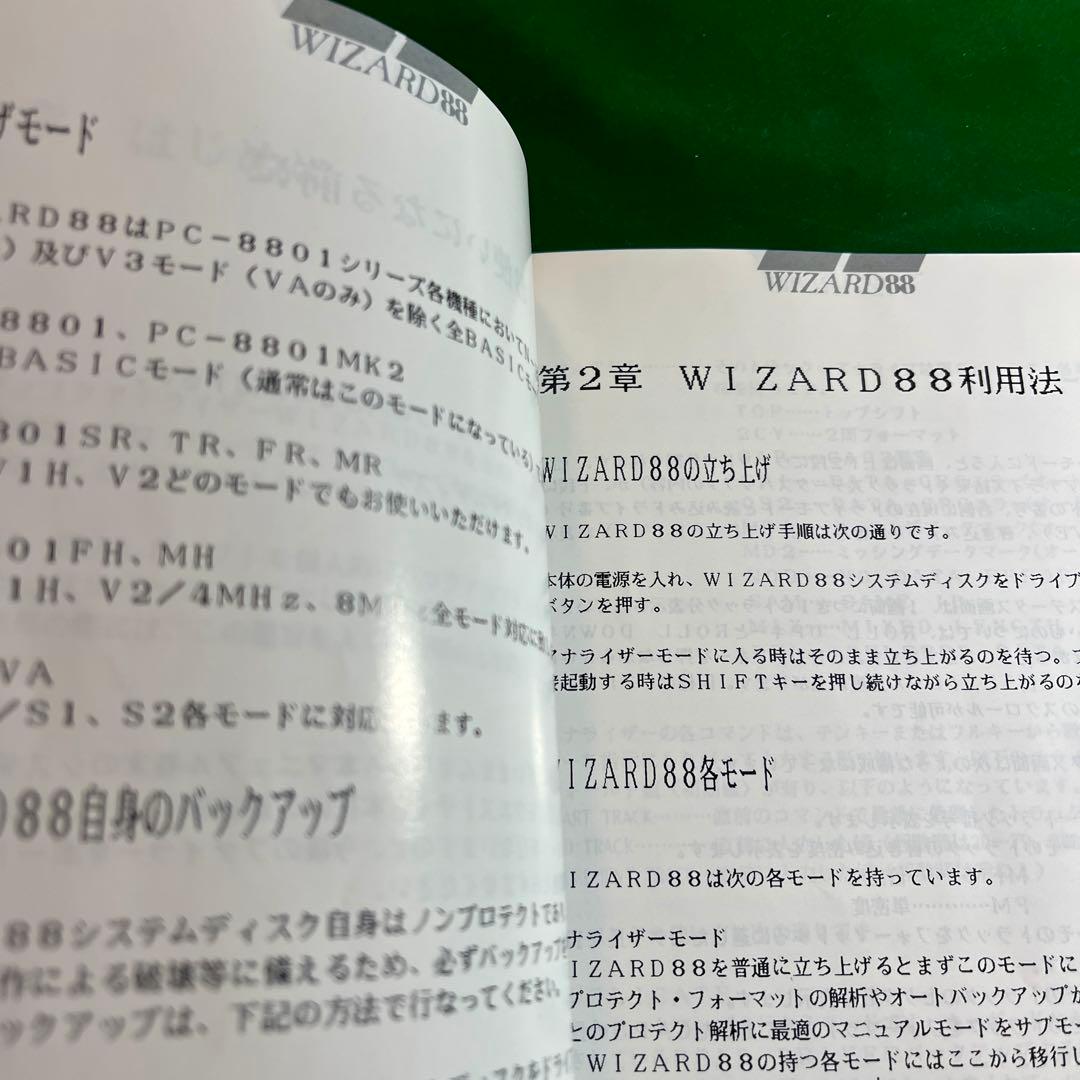 WIZARD88
ザモード
ARD88はPC－8801シリーズ各機種において
）及びV3モード（VAのみ）を除く全BASIC
8801、PC－8801MK2
BASICモード（通常はこのモードになっている）
801SR、TR、FR、MR
V1H、V2どのモードでもお使いいただけます。
01FH、MH
1H、V2／4MHz、8M 全モード対応に
VA
／S1、S2各モードに対応 ます。
D88自身のバックアップ
88システムディスク自身はノンプロテクトであ
作による破壊等に備えるため、必ずバックアップを
ックアップは、下記の方法で行なってください。
ディスクをドライ
WIZARD88
第2章　WIZARD88利用法
WIZARD88の立ち上げ
WIZARD88の立ち上げ手順は次の通りです。
本体の電源を入れ、WIZARD88システムディスクをドライブ
ボタンを押す。
アナライザーモードに入る時はそのまま立ち上がるのを待つ。
接起動する時はSHIFTキーを押し続けながら立ち上がるの
WIZARD88各モード
IZARD88は次の各モードを持っています。
ナライザーモード
IZARD88を普通に立ち上げるとまずこのモードに
プロテクト・フォーマットの解析やオートバックアップが
とのプロテクト解析に最適のマニュアルモードをサブモー
WIZARD88の持つ各モードにはここから移行し